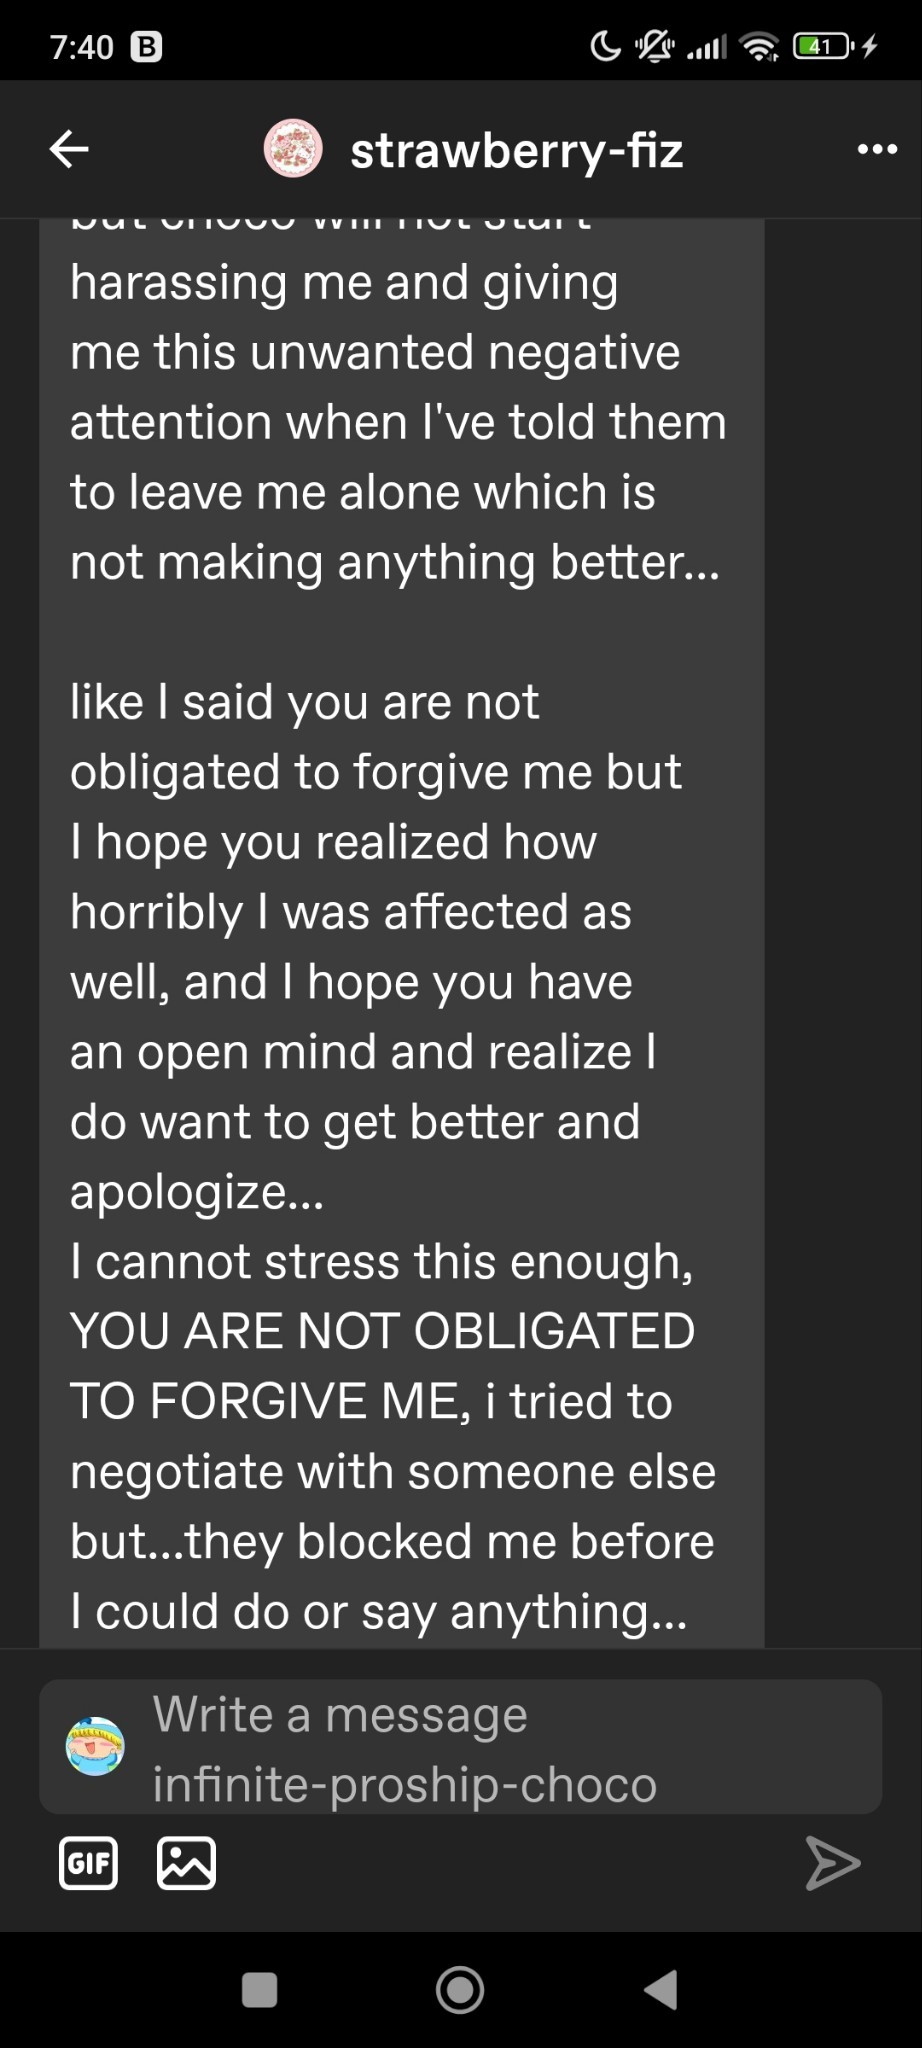 7:40 B 41
strawberry-fiz
but choco will not start
harassing me and giving
me this unwanted negative
attention when I've told them
to leave me alone which is
not making anything better...
like I said you are not
obligated to forgive me but
I hope you realized how
horribly I was affected as
well, and I hope you have
an open mind and realize I
do want to get better and
apologize...
I cannot stress this enough,
YOU ARE NOT OBLIGATED
TO FORGIVE ME, i tried to
negotiate with someone else
but...they blocked me before
I could do or say anything...
Write a message
infinite-proship-choco
GIF